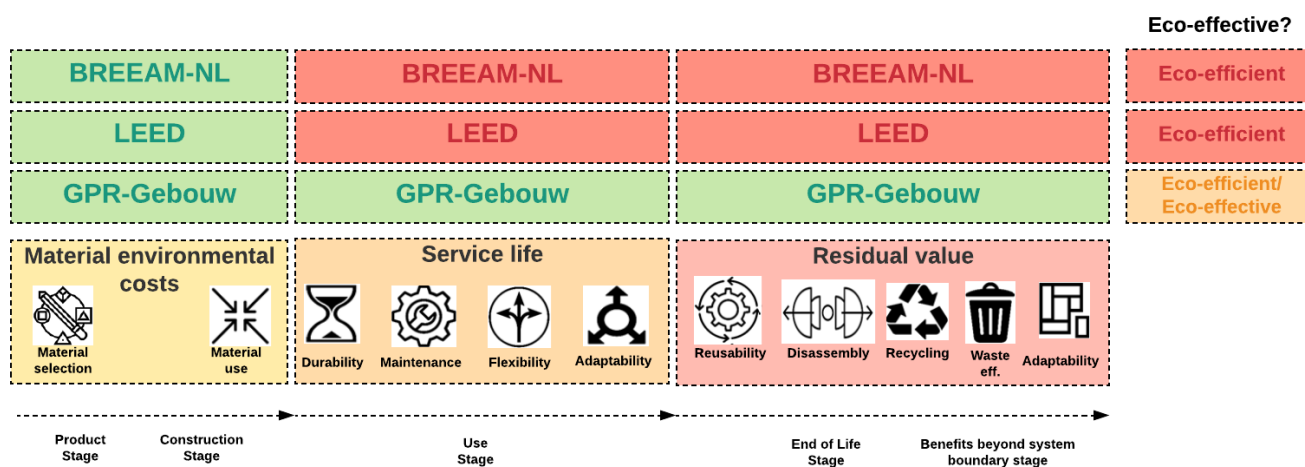 Eco-effective?
BREEAM-NL BREEAM-NL BREEAM-NL Eco-efficient
LEED LEED LEED Eco-efficient
GPR-Gebouw GPR-Gebouw GPR-Gebouw Eco-efficient/
Eco-effective
Material environmental
costs
Material
selection
Material
use
Service life
Durability Maintenance Flexibility Adaptability
Residual value
Reusability Disassembly Recycling Waste
eff.
Adaptability
Product
Stage
Construction
Stage
Use
Stage
End of Life
Stage
Benefits beyond system
boundary stage